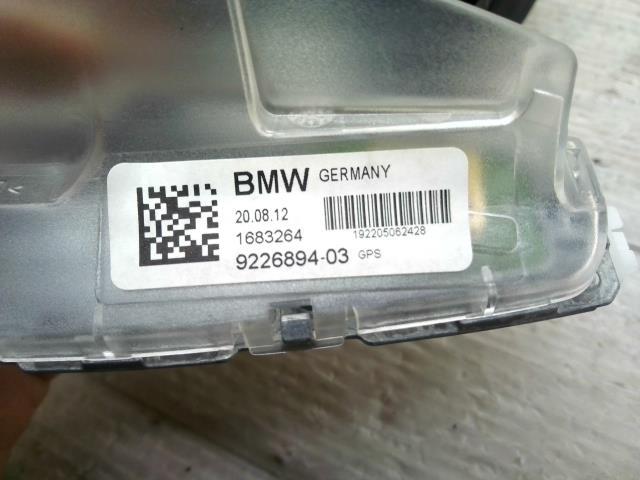 BMW GERMANY
20.08.12
192205062428
1683264
9226894-03 GPS